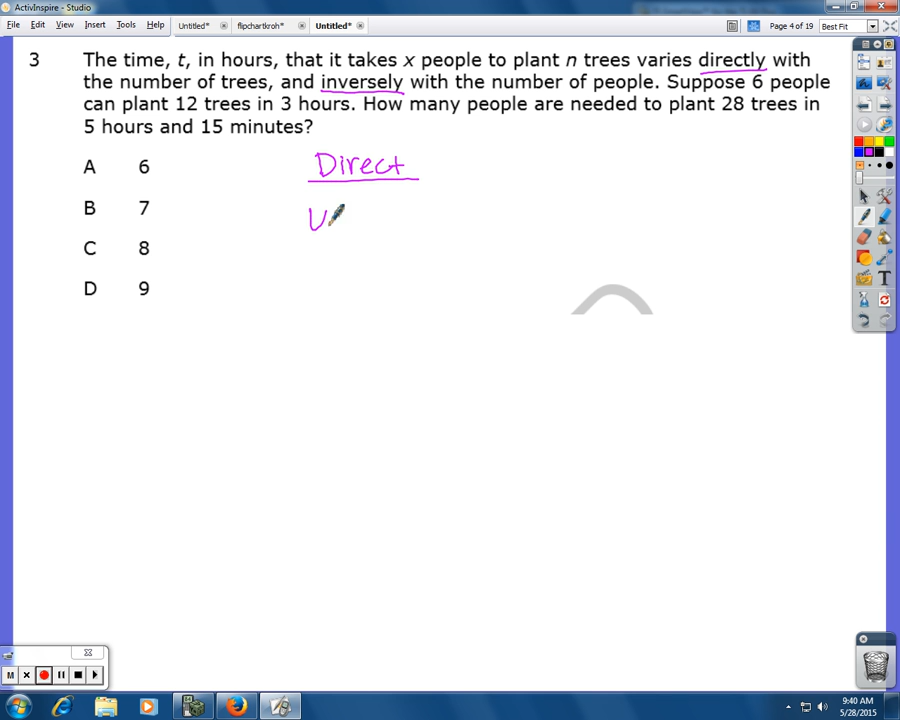 ActivInspire - Studio
File Edit View Insert Tools Help
Untitled* flipchartkroh* Untitled*
Page 4 of 19 Best Fit
3 The time, t, in hours, that it takes x people to plant n trees varies directly with
the number of trees, and inversely with the number of people. Suppose 6 people
can plant 12 trees in 3 hours. How many people are needed to plant 28 trees in
5 hours and 15 minutes?
A 6
B 7
C 8
D 9
Direct
M
9:40 AM
5/28/2015